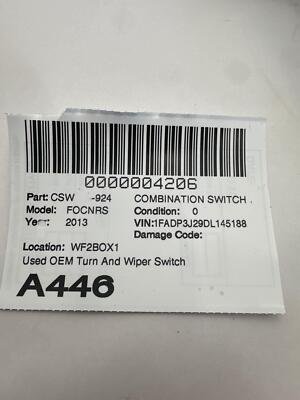 0000004206
Part: CSW -924 COMBINATION SWITCH
Model: FOCNRS Condition: 0
Year: 2013 VIN:1FADP3J29DL145188
Damage Code:
Location: WF2BOX1
Used OEM Turn And Wiper Switch
A446